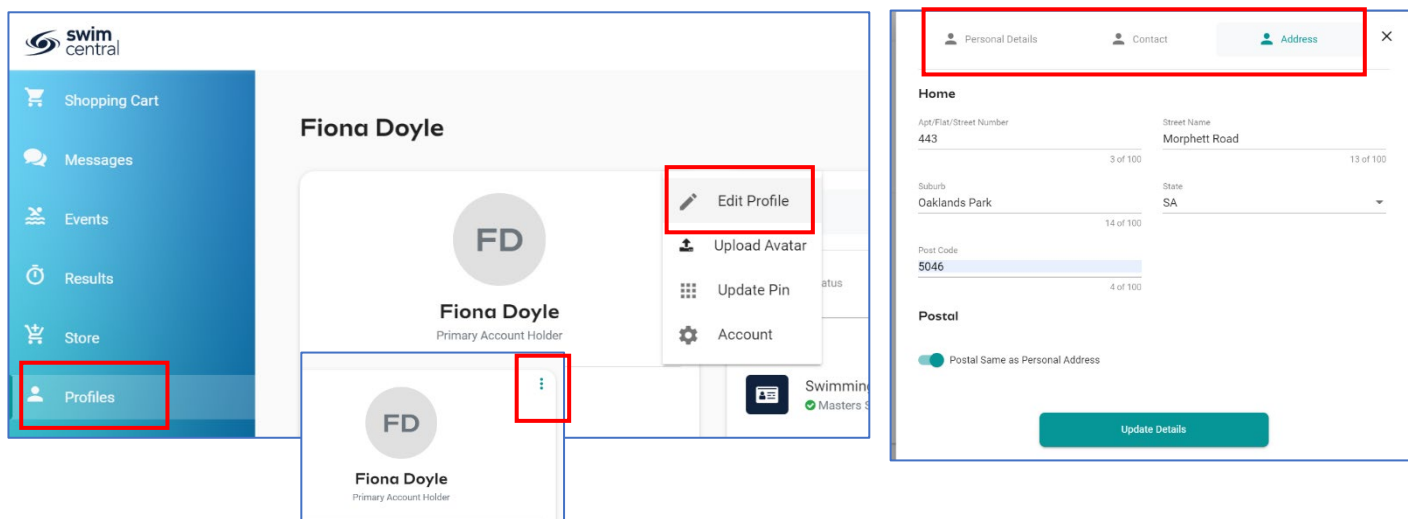 swim
central
Shopping Cart
Messages
Events
Results
Store
Profiles
Fiona Doyle
FD
Fiona Doyle
Primary Account Holder
Edit Profile
Upload Avatar
Update Pin
Account
atus
Swimming
Masters S
FD
Fiona Doyle
Primary Account Holder
Personal Details Contact Address
Home
Apt/Flat/Street Number Street Name
443 Morphett Road
3 of 100 13 of 100
Suburb State
Oaklands Park SA
14 of 100
Post Code
5046
4 of 100
Postal
Postal Same as Personal Address
Update Details